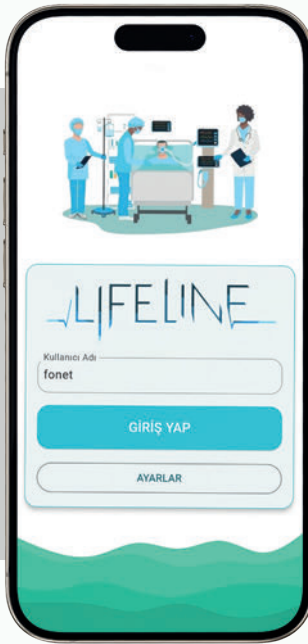 LIFELINE
Kullanıcı Adı
fonet
GİRİŞ YAP
AYARLAR